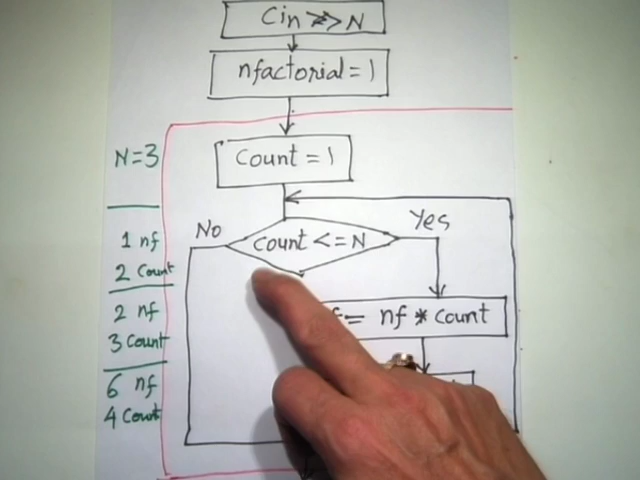 Cin >> N
nfactorial = 1
N=3
Count = 1
No
Yes
Count <= N
1 nf
2 Count
= nf * Count
2 nf
3 Count
6 nf
4 Count